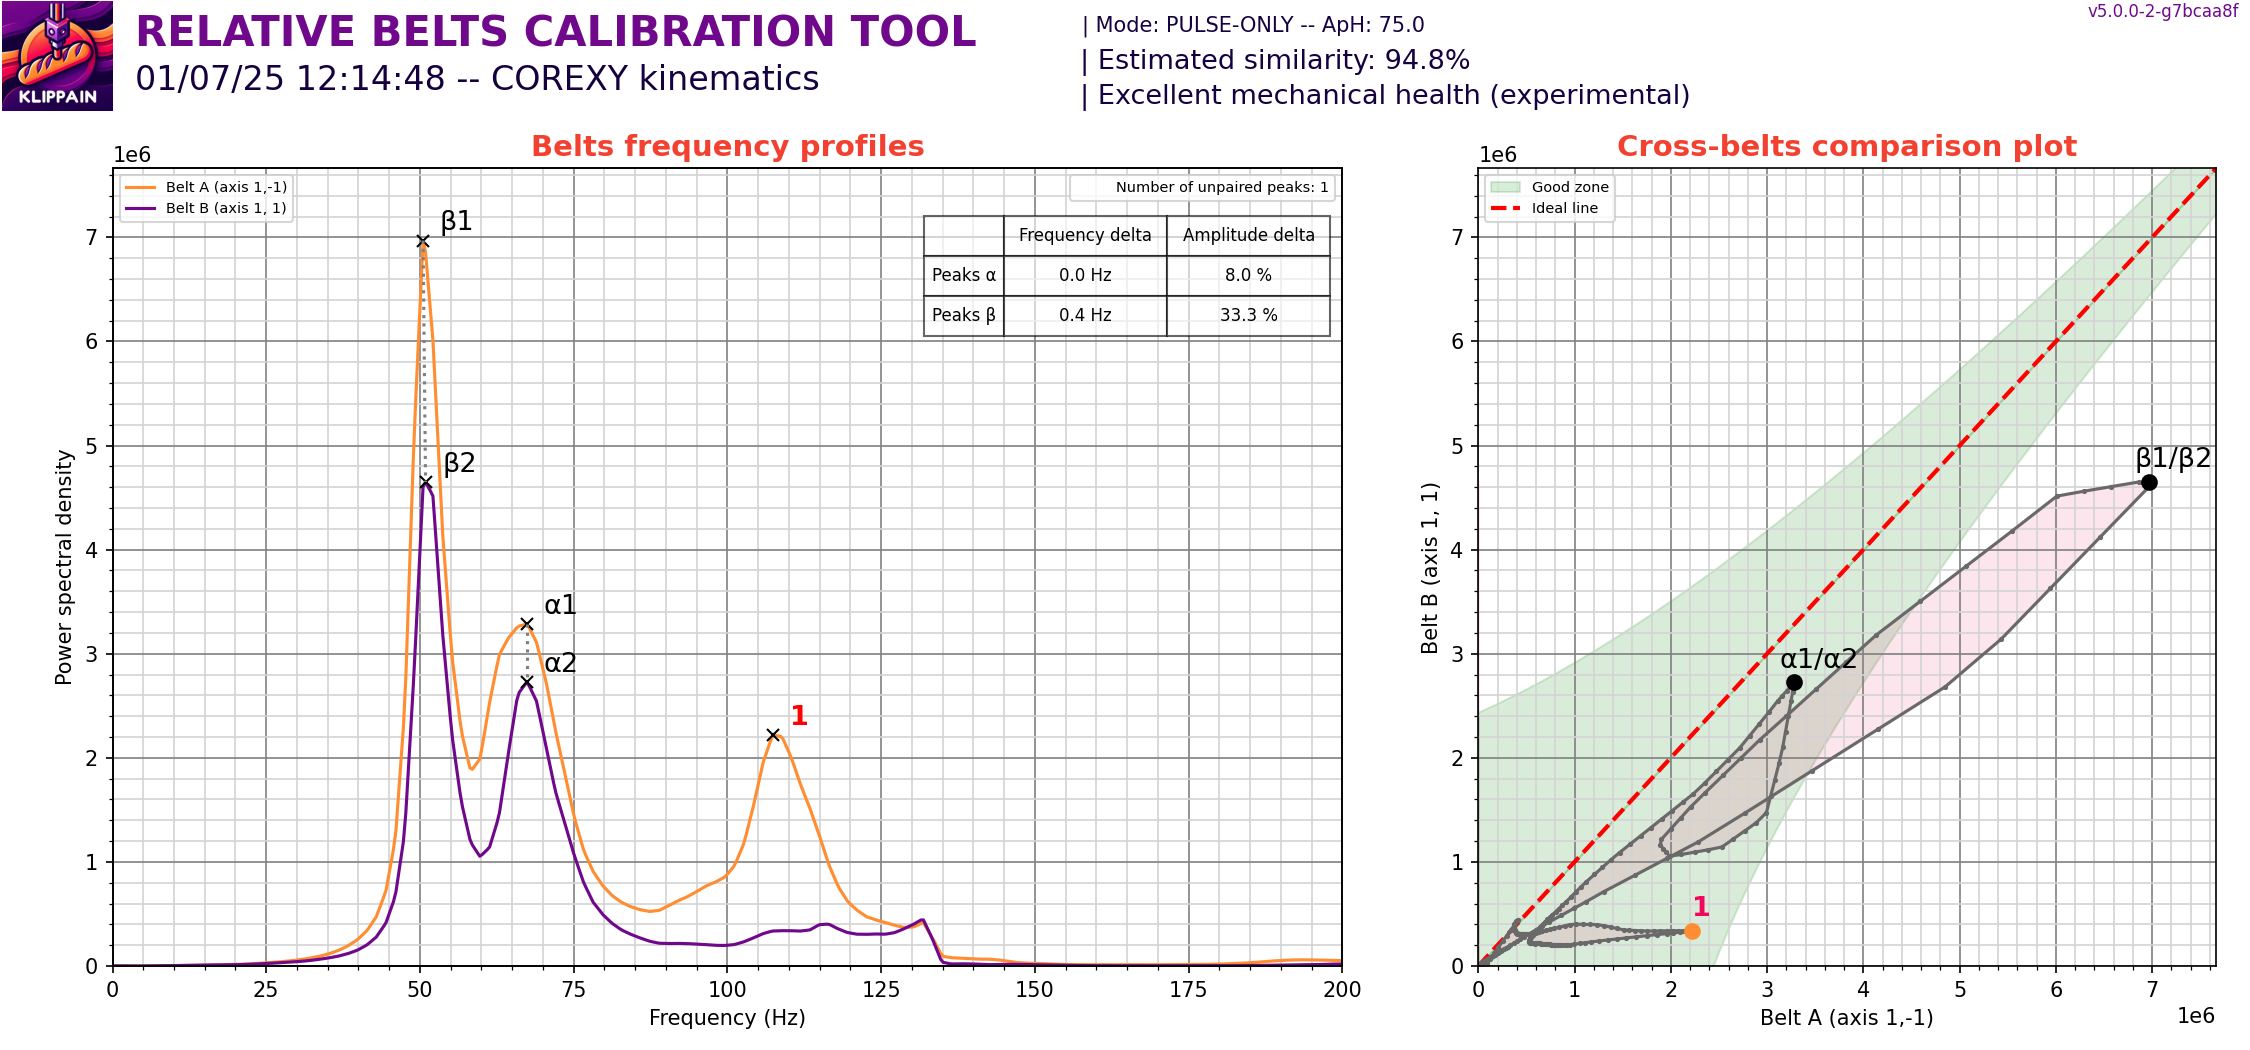 KLIPPAIN
RELATIVE BELTS CALIBRATION TOOL
01/07/25 12:14:48 -- COREXY kinematics
| Mode: PULSE-ONLY -- ApH: 75.0
| Estimated similarity: 94.8%
| Excellent mechanical health (experimental)
v5.0.0-2-g7bcaa8f
Belts frequency profiles
1e6
Belt A (axis 1,-1)
Belt B (axis 1, 1)
Number of unpaired peaks: 1
Frequency delta Amplitude delta
Peaks α 0.0 Hz 8.0 %
Peaks β 0.4 Hz 33.3 %
β1
β2
α1
α2
1
Power spectral density
7
6
5
4
3
2
1
0
0 25 50 75 100 125 150 175 200
Frequency (Hz)
Cross-belts comparison plot
1e6
Good zone
Ideal line
β1/β2
α1/α2
1
Belt B (axis 1, 1)
7
6
5
4
3
2
1
0
0 1 2 3 4 5 6 7
Belt A (axis 1,-1)
1e6